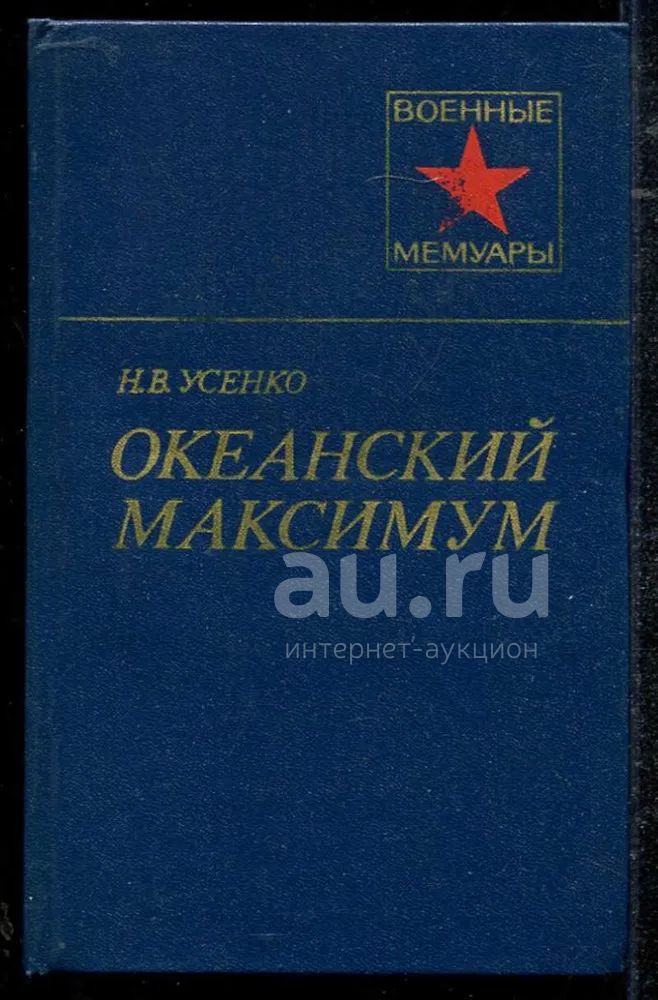 ВОЕННЫЕ
МЕМУАРЫ
Н.В. УСЕНКО
ОКЕАНСКИЙ
МАКСИМУМ
au.ru
интернет-аукцион